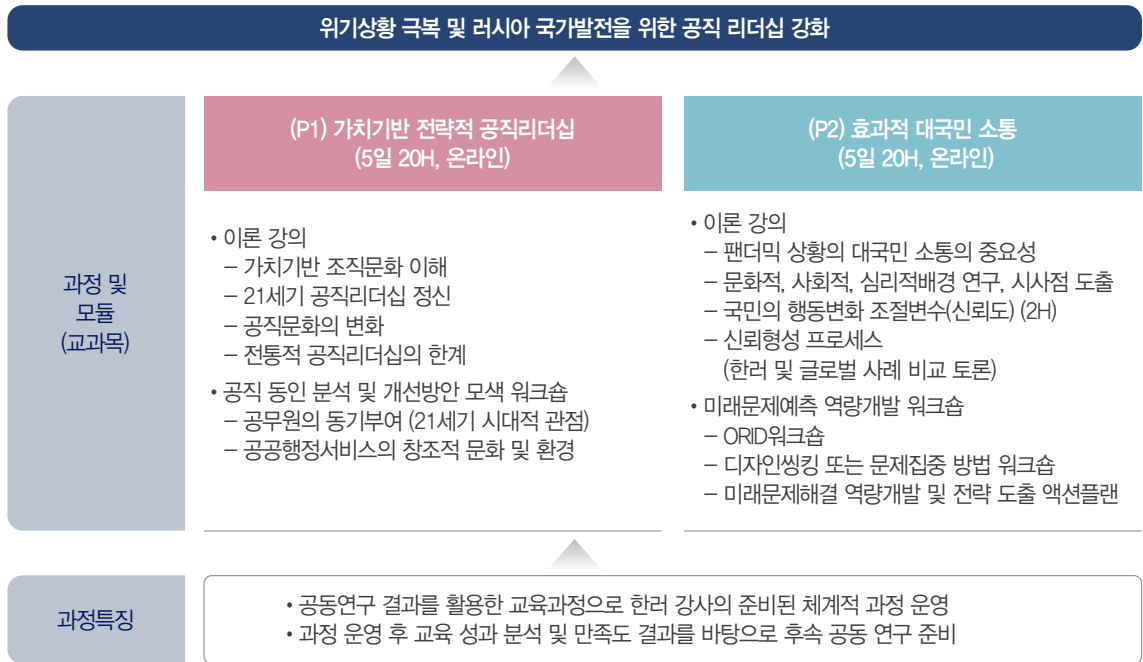 위기상황 극복 및 러시아 국가발전을 위한 공직 리더십 강화
과정 및
모듈
(교과목)
(P1) 가치기반 전략적 공직리더십
(5일 20H, 온라인)
• 이론 강의
– 가치기반 조직문화 이해
– 21세기 공직리더십 정신
– 공직문화의 변화
– 전통적 공직리더십의 한계
• 공직 동인 분석 및 개선방안 모색 워크숍
– 공무원의 동기부여 (21세기 시대적 관점)
– 공공행정서비스의 창조적 문화 및 환경
(P2) 효과적 대국민 소통
(5일 20H, 온라인)
• 이론 강의
– 팬더믹 상황의 대국민 소통의 중요성
– 문화적, 사회적, 심리적배경 연구, 시사점 도출
– 국민의 행동변화 조절변수(신뢰도) (2H)
– 신뢰형성 프로세스
(한러 및 글로벌 사례 비교 토론)
• 미래문제예측 역량개발 워크숍
– ORID워크숍
– 디자인씽킹 또는 문제집중 방법 워크숍
– 미래문제해결 역량개발 및 전략 도출 액션플랜
과정특징
• 공동연구 결과를 활용한 교육과정으로 한러 강사의 준비된 체계적 과정 운영
• 과정 운영 후 교육 성과 분석 및 만족도 결과를 바탕으로 후속 공동 연구 준비